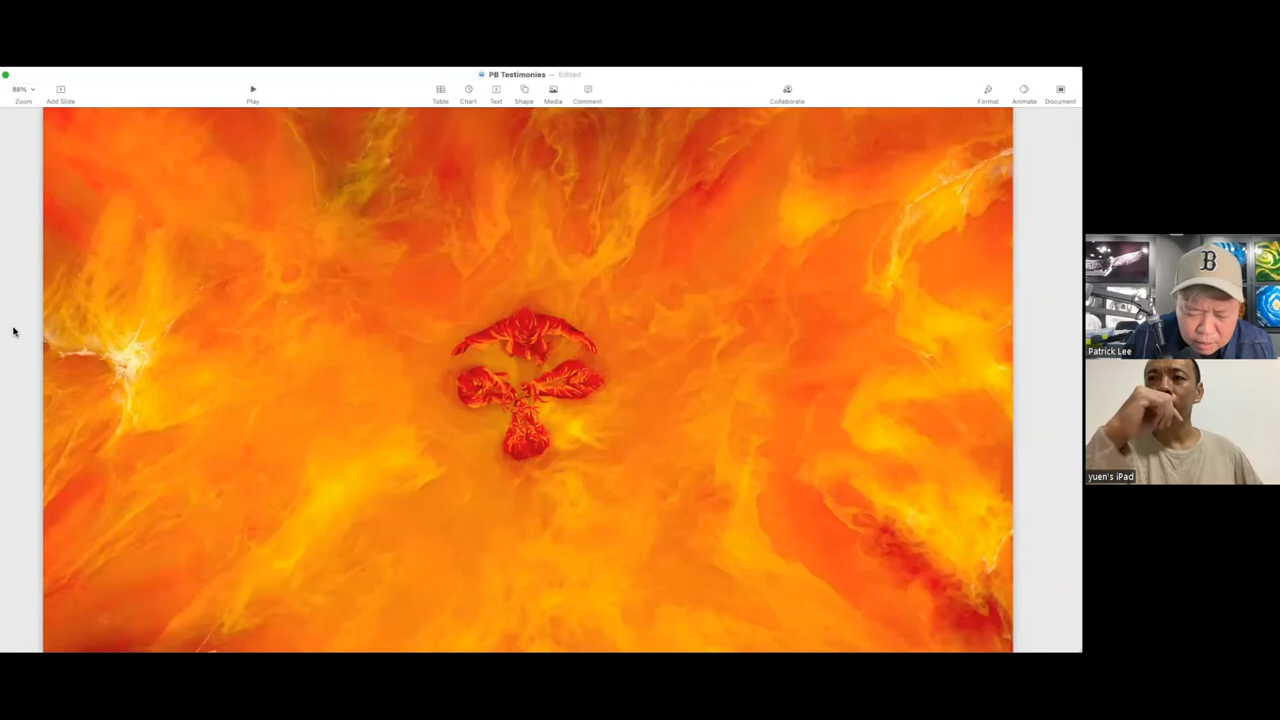 PB Testimonies — Edited
88%
Zoom
Add Slide
Play
Table
Chart
Text
Shape
Media
Comment
Collaborate
Format
Animate
Document
B
Patrick Lee
yuen's iPad